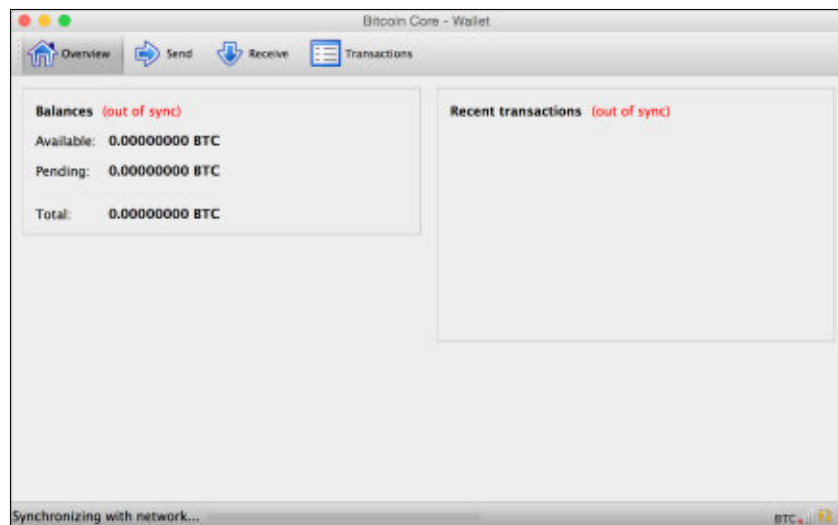 Bitcoin Core - Wallet
Overview Send Receive Transactions
Balances (out of sync)
Available: 0.00000000 BTC
Pending: 0.00000000 BTC
Total: 0.00000000 BTC
Recent transactions (out of sync)
Synchronizing with network...
BTC